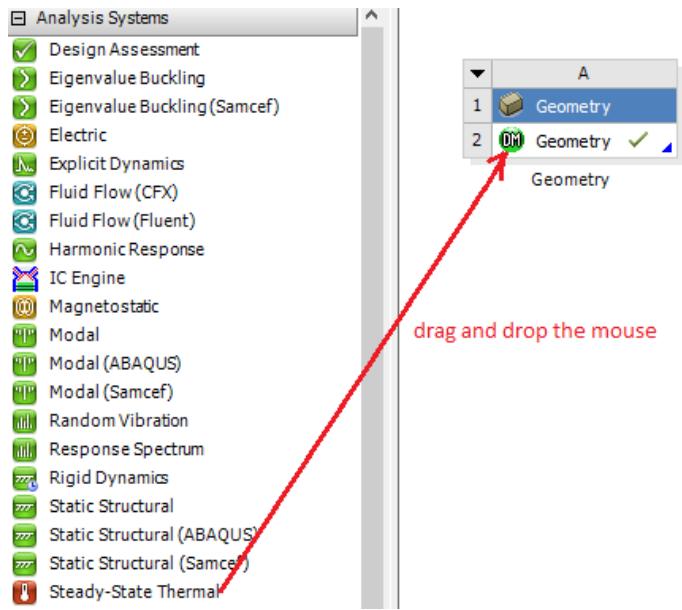 Analysis Systems
Design Assessment
Eigenvalue Buckling
Eigenvalue Buckling (Samcef)
Electric
Explicit Dynamics
Fluid Flow (CFX)
Fluid Flow (Fluent)
Harmonic Response
IC Engine
Magnetostatic
Modal
Modal (ABAQUS)
Modal (Samcef)
Random Vibration
Response Spectrum
Rigid Dynamics
Static Structural
Static Structural (ABAQUS)
Static Structural (Samcef)
Steady-State Thermal
A
1 Geometry
2 DM Geometry
Geometry
drag and drop the mouse